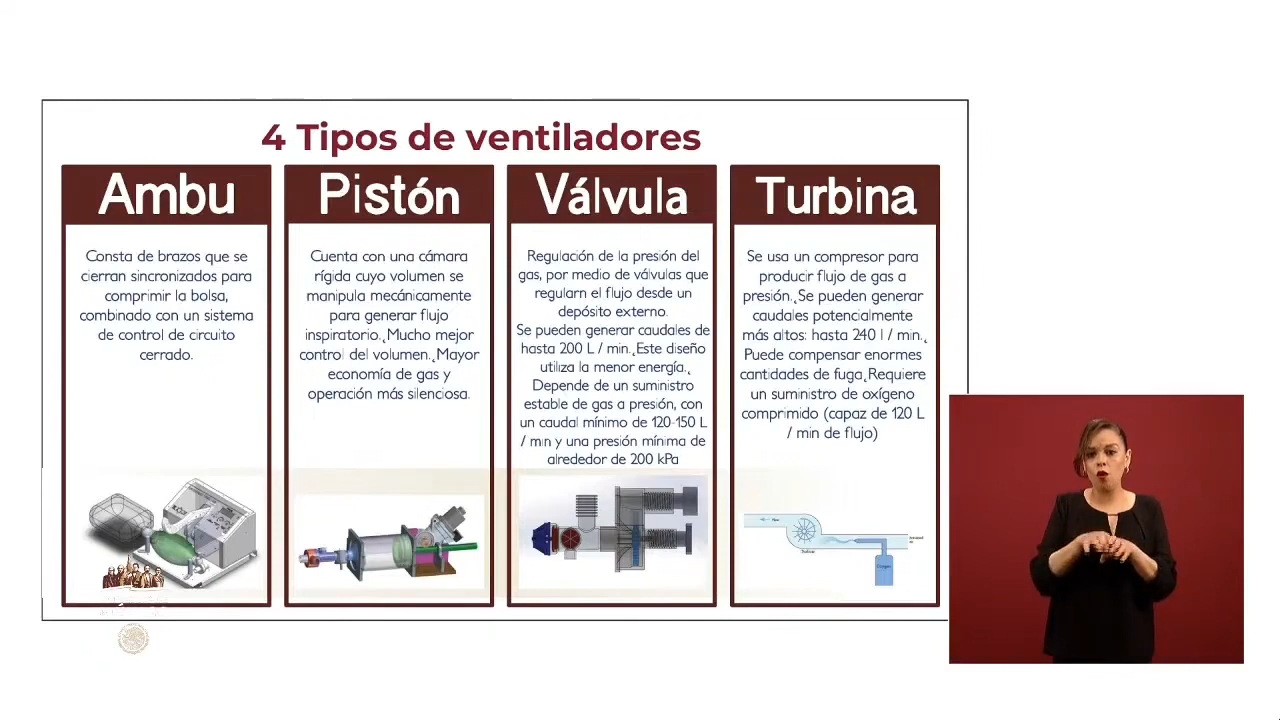 4 Tipos de ventiladores
Ambu
Consta de brazos que se
cierran sincronizados para
comprimir la bolsa,
combinado con un sistema
de control de circuito
cerrado.
Pistón
Cuenta con una cámara
rígida cuyo volumen se
manipula mecánicamente
para generar flujo
inspiratorio.¿Mucho mejor
control del volumen.¿Mayor
economía de gas y
operación más silenciosa.
Válvula
Regulación de la presión del
gas, por medio de válvulas que
regularn el flujo desde un
depósito externo.
Se pueden generar caudales de
hasta 200 L / min.¿Este diseño
utiliza la menor energía.¿
Depende de un suministro
estable de gas a presión, con
un caudal mínimo de 120-150 L
/ min y una presión mínima de
alrededor de 200 kPa
Turbina
Se usa un compresor para
producir flujo de gas a
presión.¿Se pueden generar
caudales potencialmente
más altos: hasta 240 l / min.¿
Puede compensar enormes
cantidades de fuga¿Requiere
un suministro de oxígeno
comprimido (capaz de 120 L
/ min de flujo)